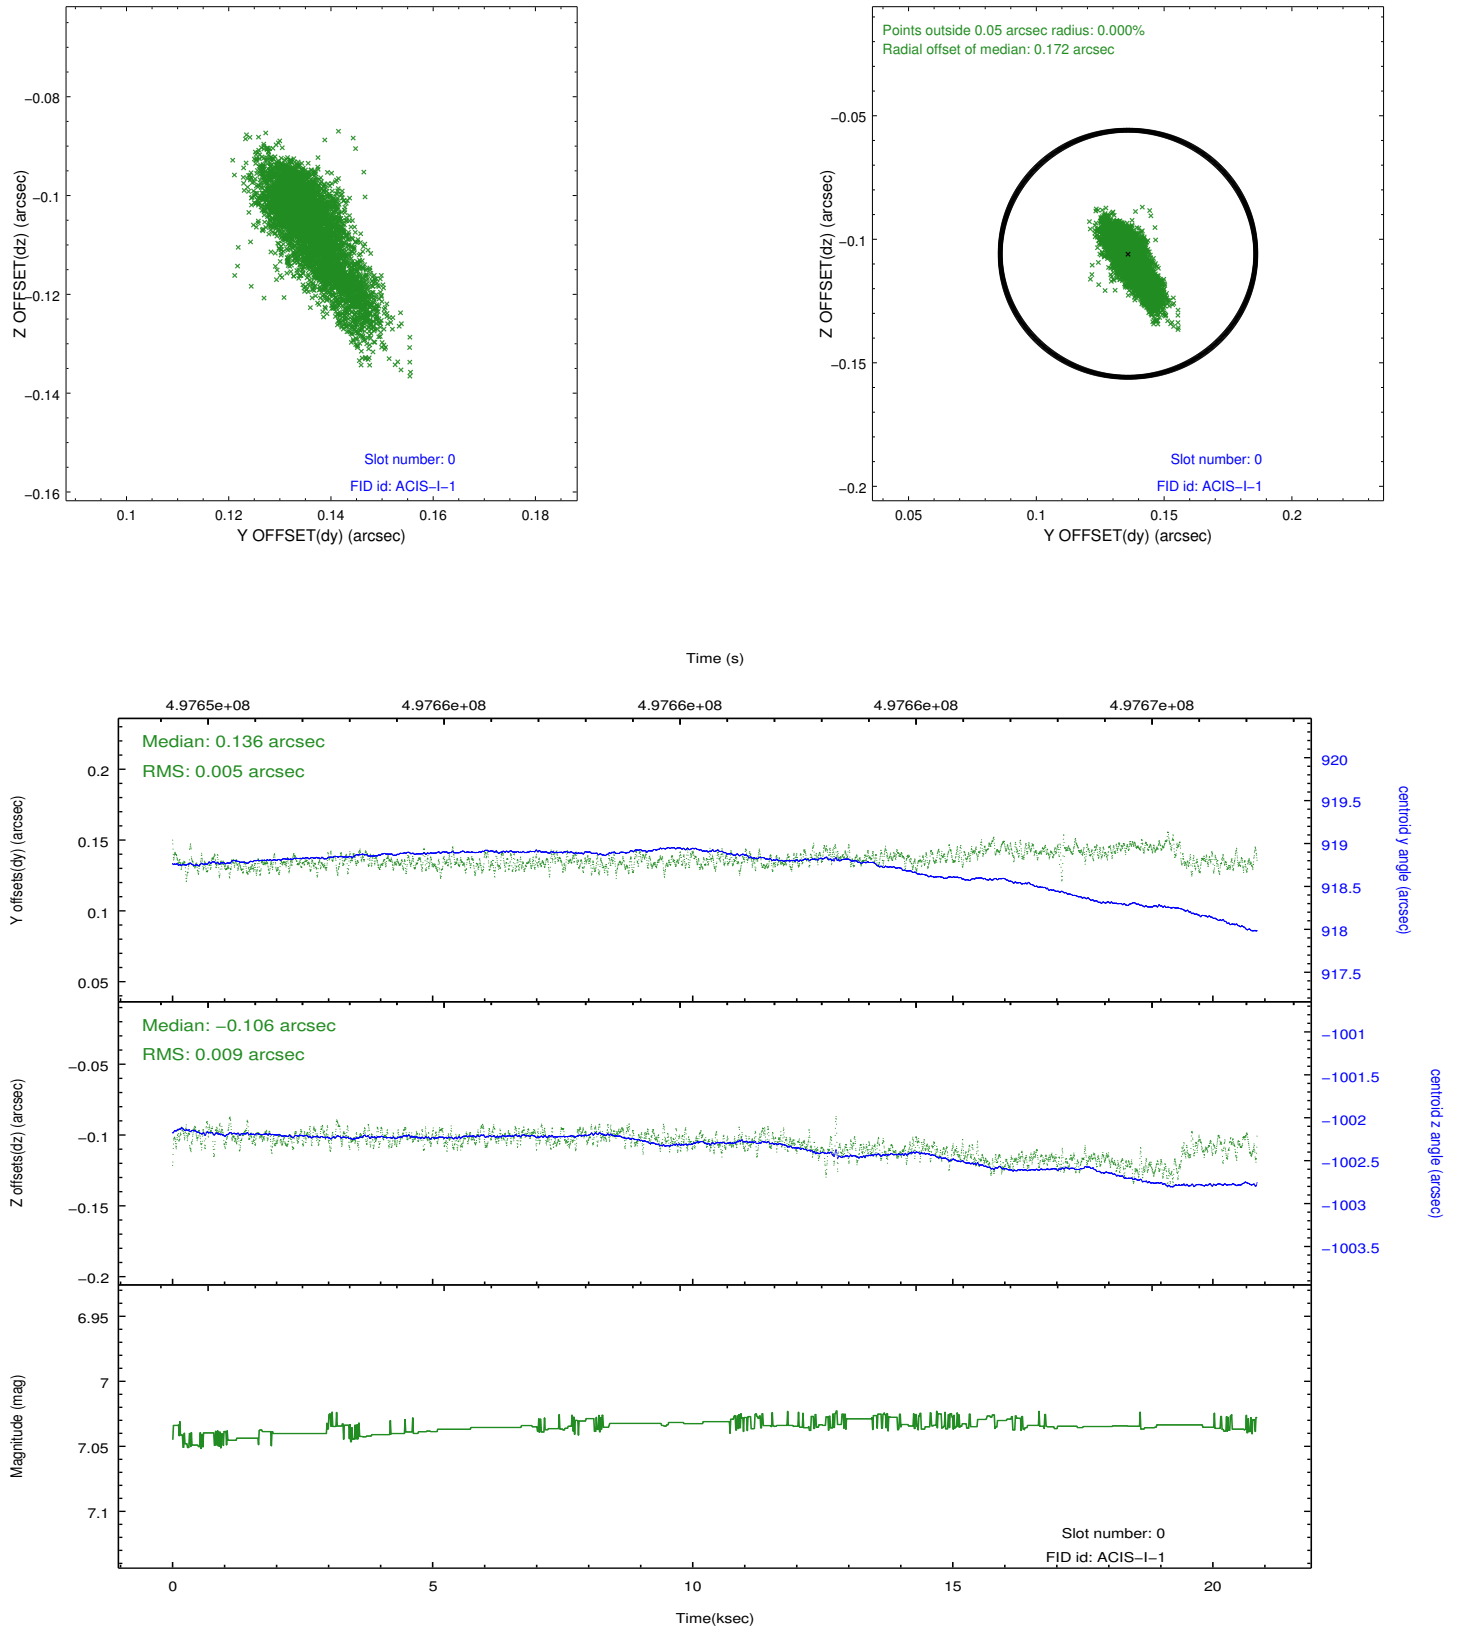 −0.08
−0.1
−0.12
−0.14
−0.16
Z OFFSET(dz) (arcsec)
0.1
0.12
0.14
0.16
0.18
Y OFFSET(dy) (arcsec)
Slot number: 0
FID id: ACIS−I−1
Points outside 0.05 arcsec radius: 0.000%
Radial offset of median: 0.172 arcsec
−0.05
−0.1
−0.15
−0.2
Z OFFSET(dz) (arcsec)
0.05
0.1
0.15
0.2
Y OFFSET(dy) (arcsec)
Slot number: 0
FID id: ACIS−I−1
Time (s)
4.9765e+08
4.9766e+08
4.9766e+08
4.9766e+08
4.9767e+08
Median: 0.136 arcsec
RMS: 0.005 arcsec
0.2
0.15
0.1
0.05
Y offsets(dy) (arcsec)
920
919.5
919
918.5
918
917.5
centroid y angle (arcsec)
Median: −0.106 arcsec
RMS: 0.009 arcsec
−0.05
−0.1
−0.15
−0.2
Z offsets(dz) (arcsec)
−1001
−1001.5
−1002
−1002.5
−1003
−1003.5
centroid z angle (arcsec)
6.95
7
7.05
7.1
Magnitude (mag)
Slot number: 0
FID id: ACIS−I−1
0
5
10
15
20
Time(ksec)